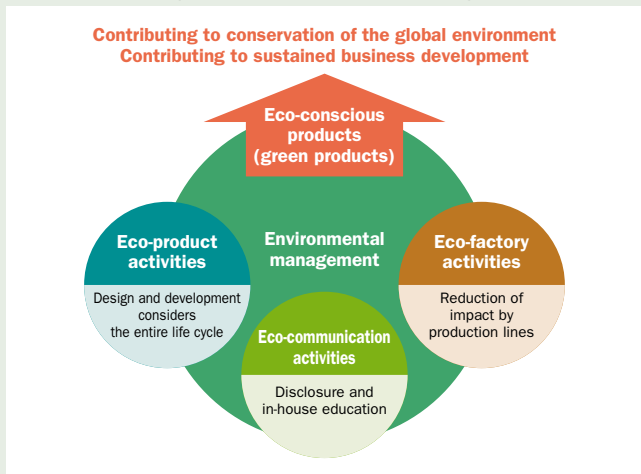 Contributing to conservation of the global environment
Contributing to sustained business development
Eco-conscious
products
(green products)
Environmental
management
Eco-product
activities
Design and development
considers
the entire life cycle
Eco-communication
activities
Disclosure and
in-house education
Eco-factory
activities
Reduction of
impact by
production lines